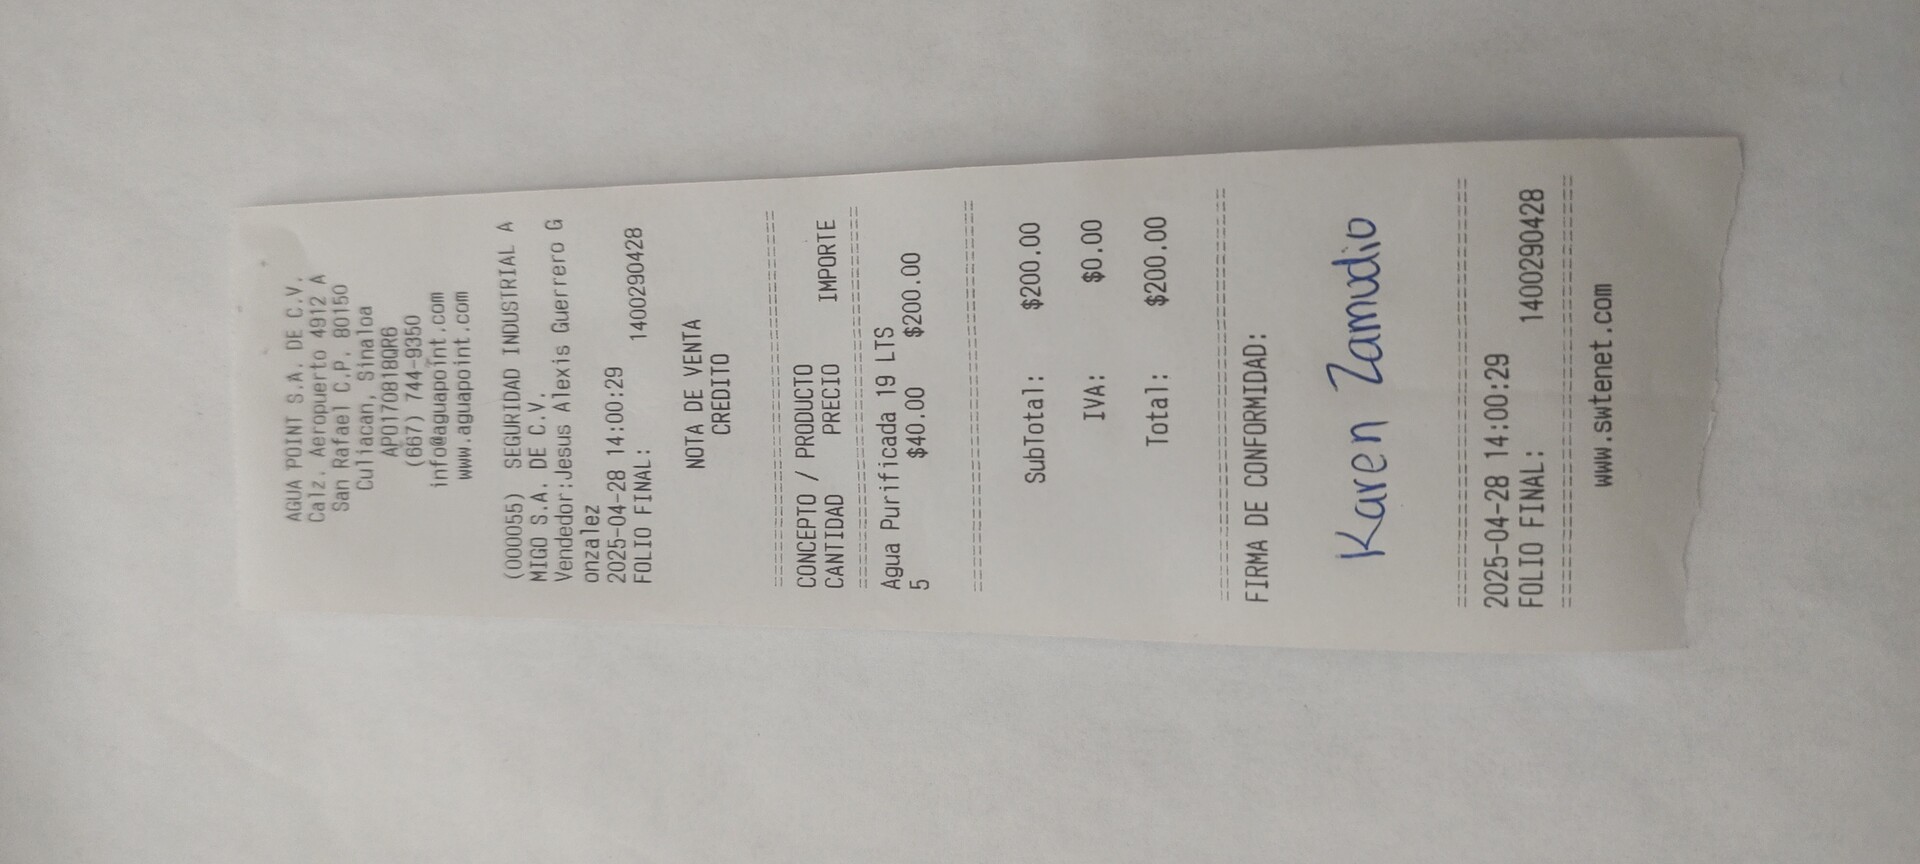 AGUA POINT S.A. DE C.V.
Calz. Aeropuerto 4912 A
San Rafael C.P. 80150
Culiacan, Sinaloa
APO170818QR6
(667) 744-9350
info@aguapoint.com
www.aguapoint.com
(000055) SEGURIDAD INDUSTRIAL A
MIGO S.A. DE C.V.
Vendedor:Jesus Alexis Guerrero G
onzalez
2025-04-28 14:00:29
FOLIO FINAL: 1400290428
NOTA DE VENTA
CREDITO
================================
CONCEPTO / PRODUCTO
CANTIDAD PRECIO IMPORTE
================================
Agua Purificada 19 LTS
5 $40.00 $200.00
================================
SubTotal: $200.00
IVA: $0.00
Total: $200.00
================================
FIRMA DE CONFORMIDAD:
Karen Zamudio
================================
2025-04-28 14:00:29
FOLIO FINAL: 1400290428
================================
www.swtenet.com